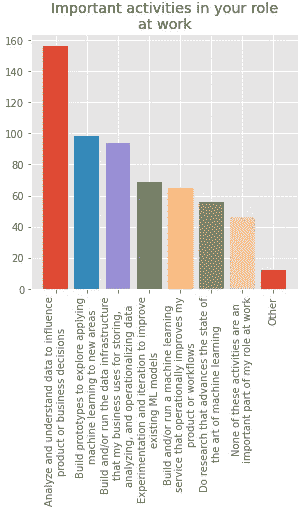 Important activities in your role
at work
160
140
120
100
80
60
40
20
0
Analyze and understand data to influence
product or business decisions
Build prototypes to explore applying
machine learning to new areas
Build and/or run the data infrastructure
that my business uses for storing,
analyzing, and operationalizing data
Experimentation and iteration to improve
existing ML models
Build and/or run a machine learning
service that operationally improves my
product or workflows
Do research that advances the state of
the art of machine learning
None of these activities are an
important part of my role at work
Other